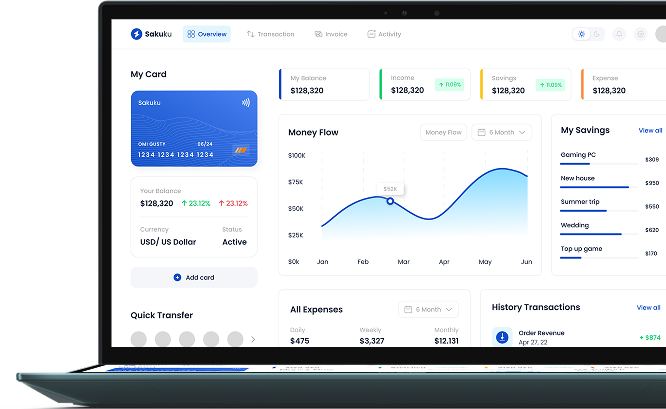 Sakuku
Overview
Transaction
Invoice
Activity
My Card
Sakuku
OMI GUSTY 06/24
1234 1234 1234 1234
Your Balance
$128,320 ↑ 23.12% ↑ 23.12%
Currency Status
USD/ US Dollar Active
Add card
Quick Transfer
My Balance
$128,320
Income
$128,320
↑ 11.09%
Savings
$128,320
↑ 11.09%
Expense
$128,320
Money Flow
Money Flow
6 Month
$100K
$75K
$50K
$25K
$0k
$52K
Jan Feb Mar Apr May Jun
My Savings View all
Gaming PC $309
New house $950
Summer trip $550
Wedding $620
Top up game $170
All Expenses
6 Month
Daily Weekly Monthly
$475 $3,327 $12.131
History Transactions View all
Order Revenue
Apr 27, 22
+ $874